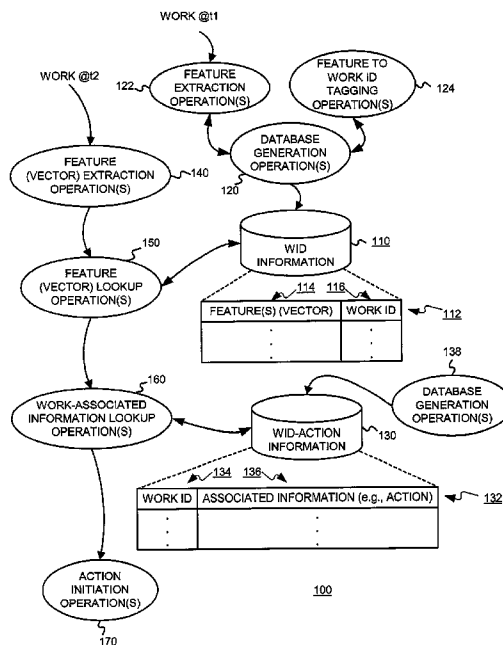 WORK @t1
WORK @t2
122
FEATURE
EXTRACTION
OPERATION(S)
FEATURE TO
WORK ID
TAGGING
OPERATION(S)
124
DATABASE
GENERATION
OPERATION(S)
120
FEATURE
(VECTOR) EXTRACTION
OPERATION(S)
140
150
FEATURE
(VECTOR) LOOKUP
OPERATION(S)
WID
INFORMATION
110
114
116
FEATURE(S) (VECTOR)
WORK ID
112
138
DATABASE
GENERATION
OPERATION(S)
160
WORK-ASSOCIATED
INFORMATION LOOKUP
OPERATION(S)
WID-ACTION
INFORMATION
130
134
136
WORK ID
ASSOCIATED INFORMATION (e.g., ACTION)
132
ACTION
INITIATION
OPERATION(S)
170
100